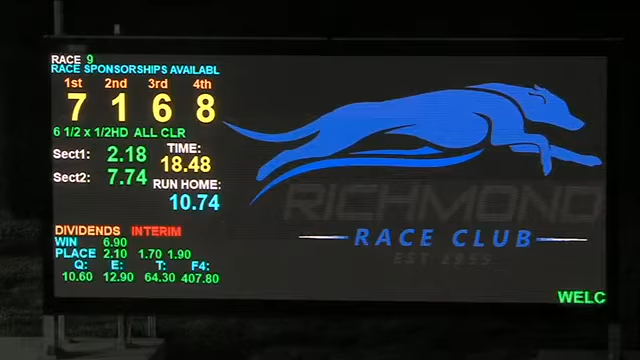 RACE 9
RACE SPONSORSHIPS AVAILABL
1st 2nd 3rd 4th
7 1 6 8
6 1/2 x 1/2HD ALL CLR
Sect1: 2.18 TIME: 18.48
Sect2: 7.74 RUN HOME: 10.74
DIVIDENDS INTERIM
WIN 6.90
PLACE 2.10 1.70 1.90
Q: E: T: F4:
10.60 12.90 64.30 407.80
RICHMOND
RACE CLUB
EST 1955
WELC